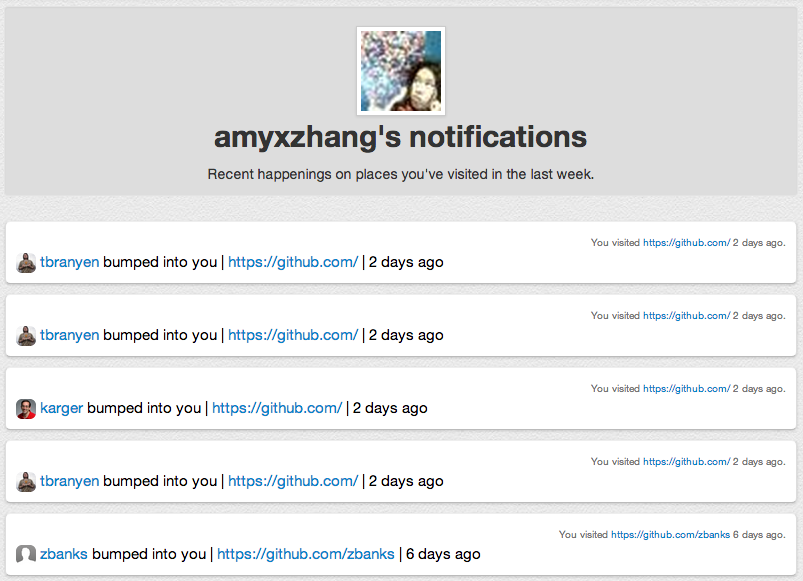 amyxzhang's notifications
Recent happenings on places you've visited in the last week.
You visited https://github.com/ 2 days ago.
tbranyen bumped into you | https://github.com/ | 2 days ago
You visited https://github.com/ 2 days ago.
tbranyen bumped into you | https://github.com/ | 2 days ago
You visited https://github.com/ 2 days ago.
karger bumped into you | https://github.com/ | 2 days ago
You visited https://github.com/ 2 days ago.
tbranyen bumped into you | https://github.com/ | 2 days ago
You visited https://github.com/zbanks 6 days ago.
zbanks bumped into you | https://github.com/zbanks | 6 days ago